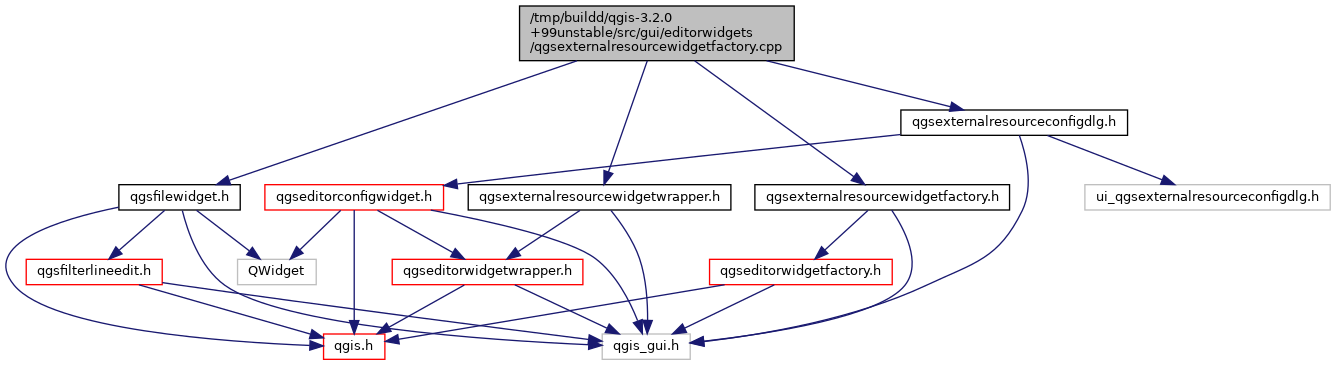 /tmp/buildd/qgis-3.2.0
+99unstable/src/gui/editorwidgets
/qgsexternalresourcewidgetfactory.cpp
qgsexternalresourceconfigdlg.h
qgsfilewidget.h
qgseditorconfigwidget.h
qgsexternalresourcewidgetwrapper.h
qgsexternalresourcewidgetfactory.h
ui_qgsexternalresourceconfigdlg.h
qgsfilterlineedit.h
QWidget
qgseditorwidgetwrapper.h
qgseditorwidgetfactory.h
qgis.h
qgis_gui.h